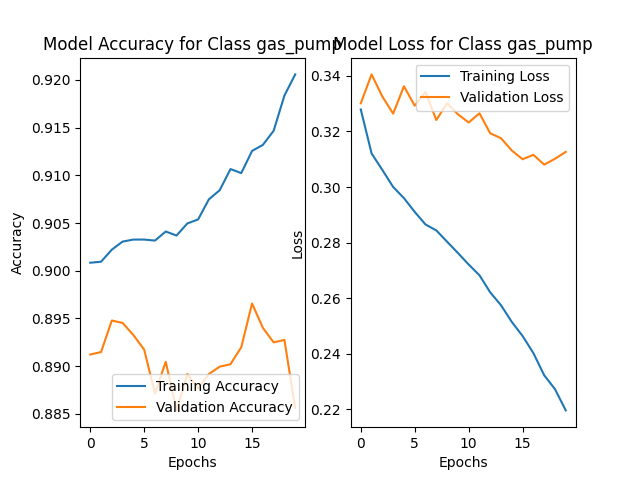 Model Accuracy for Class gas_pump
0.920
0.915
0.910
0.905
0.900
0.895
0.890
0.885
Accuracy
Training Accuracy
Validation Accuracy
0 5 10 15
Epochs
Model Loss for Class gas_pump
Training Loss
Validation Loss
0.34
0.32
0.30
0.28
0.26
0.24
0.22
Loss
0 5 10 15
Epochs